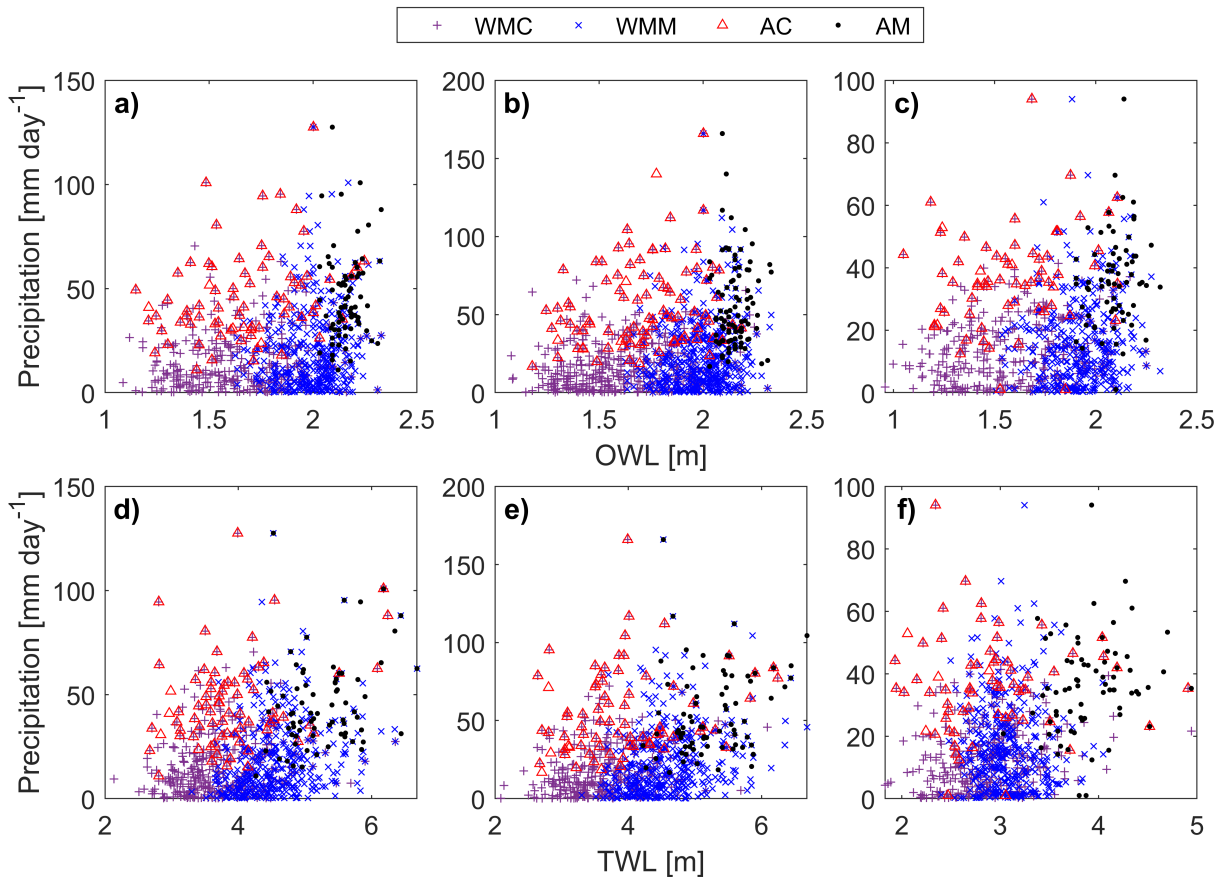 WMC WMM AC AM
a) b) c)
Precipitation [mm day⁻¹]
150 100 50 0
200 150 100 50 0
100 80 60 40 20 0
1 1.5 2 2.5
1 1.5 2 2.5
1 1.5 2 2.5
OWL [m]
d) e) f)
Precipitation [mm day⁻¹]
150 100 50 0
200 150 100 50 0
100 80 60 40 20 0
2 4 6
2 4 6
2 3 4 5
TWL [m]